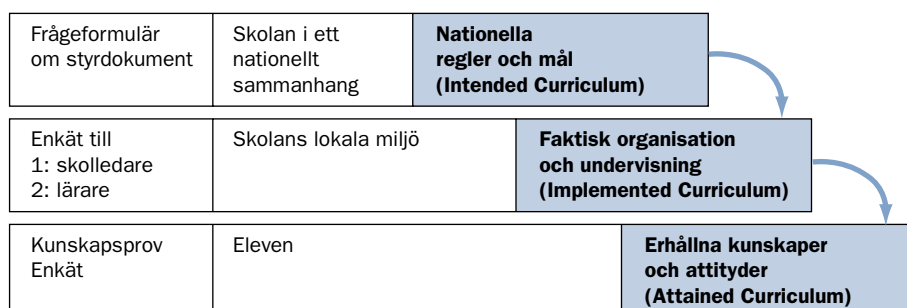 Frågeformulär
om styrdokument
Skolan i ett
nationellt
sammanhang
Nationella
regler och mål
(Intended Curriculum)
Enkät till
1: skolledare
2: lärare
Skolans lokala miljö
Faktisk organisation
och undervisning
(Implemented Curriculum)
Kunskapsprov
Enkät
Eleven
Erhållna kunskaper
och attityder
(Attained Curriculum)